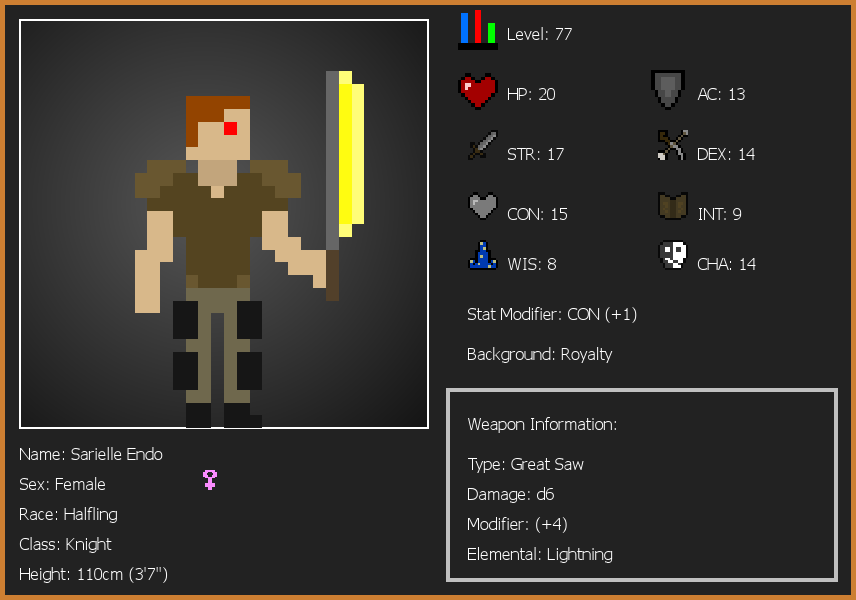 Level: 77
HP: 20
AC: 13
STR: 17
DEX: 14
CON: 15
INT: 9
WIS: 8
CHA: 14
Stat Modifier: CON (+1)
Background: Royalty
Weapon Information:
Type: Great Saw
Damage: d6
Modifier: (+4)
Elemental: Lightning
Name: Sarielle Endo
Sex: Female
Race: Halfling
Class: Knight
Height: 110cm (3'7")